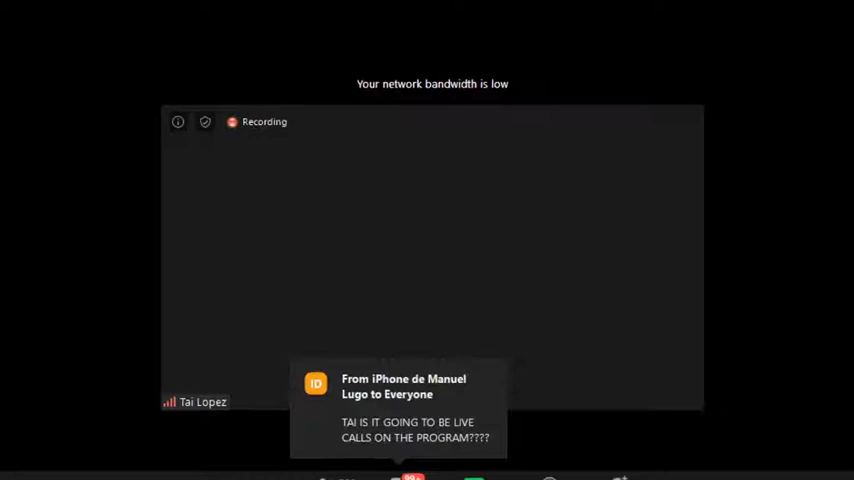 Your network bandwidth is low
Recording
ID
From iPhone de Manuel
Lugo to Everyone
TAI IS IT GOING TO BE LIVE
CALLS ON THE PROGRAM????
Tai Lopez
99+